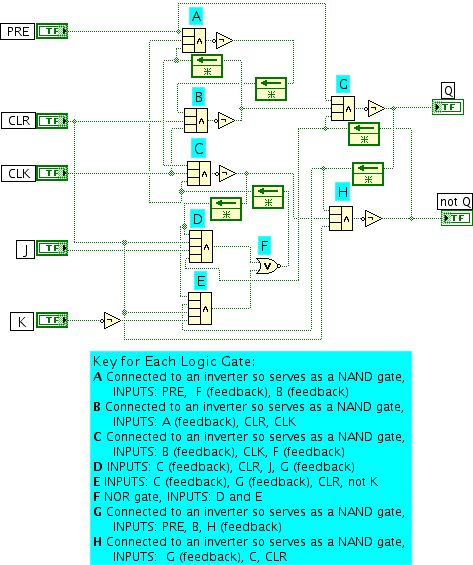 A
PRE
TF
G
Q
TF
B
CLR
TF
C
CLK
TF
H
not Q
TF
D
J
TF
F
V
E
K
TF
Key for Each Logic Gate:
A Connected to an inverter so serves as a NAND gate,
INPUTS: PRE, F (feedback), B (feedback)
B Connected to an inverter so serves as a NAND gate,
INPUTS: A (feedback), CLR, CLK
C Connected to an inverter so serves as a NAND gate,
INPUTS: B (feedback), CLK, F (feedback)
D INPUTS: C (feedback), CLR, J, G (feedback)
E INPUTS: C (feedback), G (feedback), CLR, not K
F NOR gate, INPUTS: D and E
G Connected to an inverter so serves as a NAND gate,
INPUTS: PRE, B, H (feedback)
H Connected to an inverter so serves as a NAND gate,
INPUTS: G (feedback), C, CLR